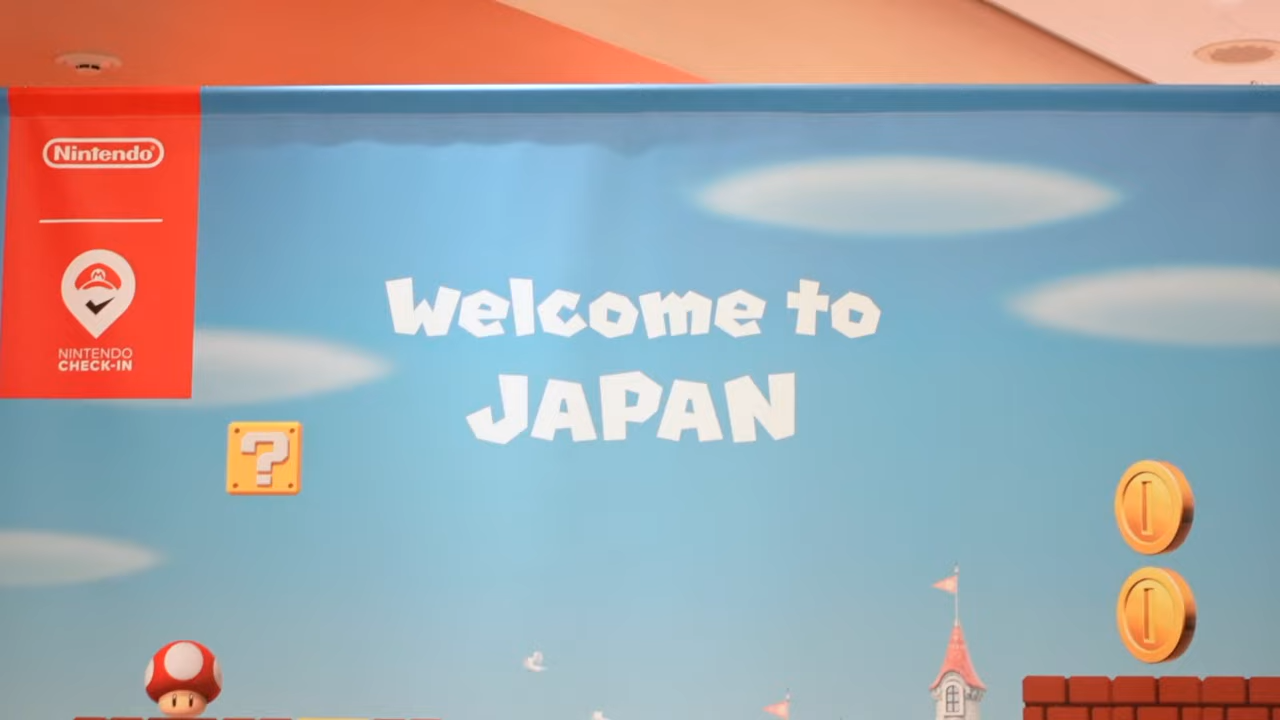 Nintendo
NINTENDO
CHECK-IN
Welcome to
JAPAN
?